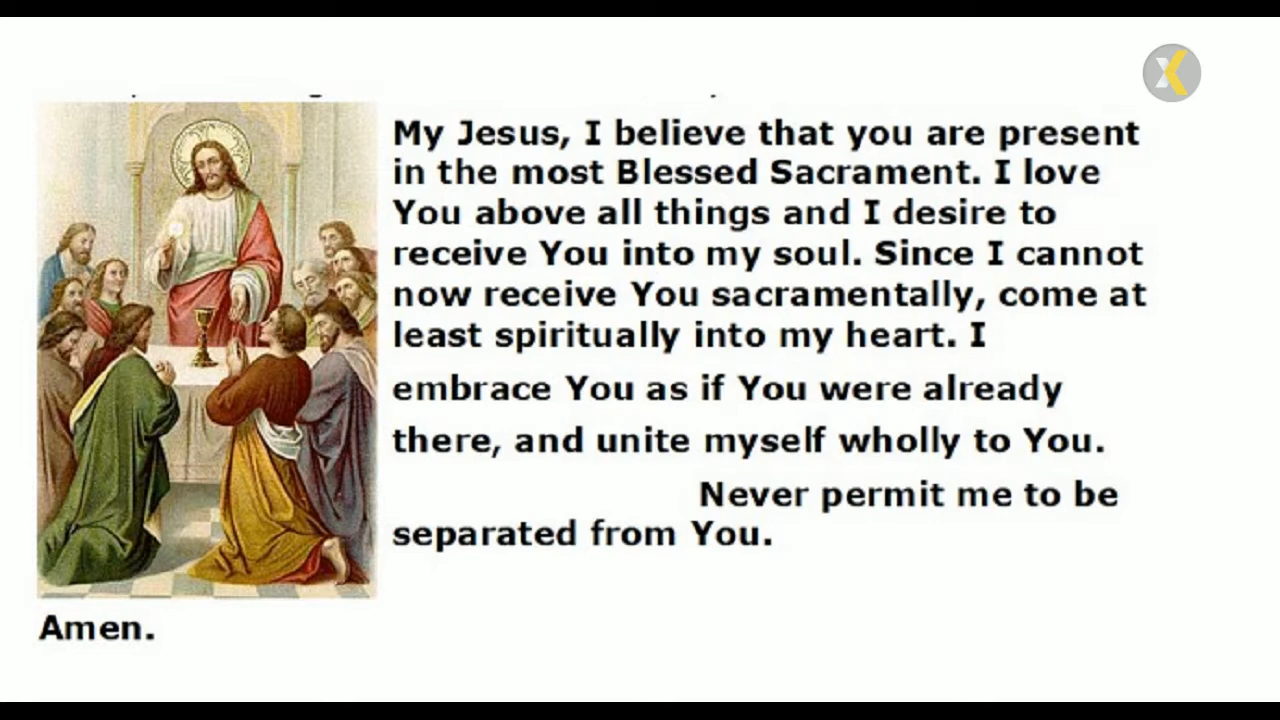 My Jesus, I believe that you are present
in the most Blessed Sacrament. I love
You above all things and I desire to
receive You into my soul. Since I cannot
now receive You sacramentally, come at
least spiritually into my heart. I
embrace You as if You were already
there, and unite myself wholly to You.
Never permit me to be
separated from You.
Amen.